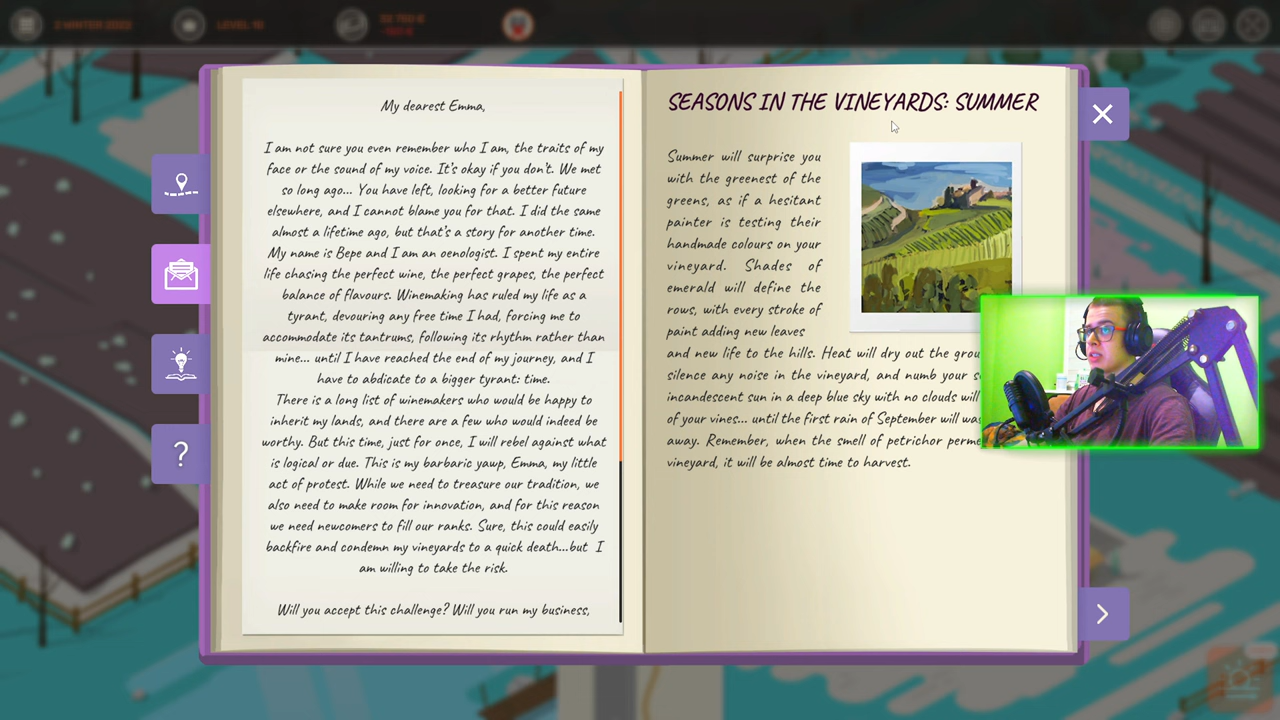 2 WINTER 2022
LEVEL 10
My dearest Emma,
I am not sure you even remember who I am, the traits of my
face or the sound of my voice. It's okay if you don't. We met
so long ago... You have left, looking for a better future
elsewhere, and I cannot blame you for that. I did the same
almost a lifetime ago, but that's a story for another time.
My name is Bepe and I am an oenologist. I spent my entire
life chasing the perfect wine, the perfect grapes, the perfect
balance of flavours. Winemaking has ruled my life as a
tyrant, devouring any free time I had, forcing me to
accommodate its tantrums, following its rhythm rather than
mine... until I have reached the end of my journey, and I
have to abdicate to a bigger tyrant: time.
There is a long list of winemakers who would be happy to
inherit my lands, and there are a few who would indeed be
worthy. But this time, just for once, I will rebel against what
is logical or due. This is my barbaric yawp, Emma, my little
act of protest. While we need to treasure our tradition, we
also need to make room for innovation, and for this reason
we need newcomers to fill our ranks. Sure, this could easily
backfire and condemn my vineyards to a quick death...but I
am willing to take the risk.
Will you accept this challenge? Will you run my business,
SEASONS IN THE VINEYARDS: SUMMER
Summer will surprise you
with the greenest of the
greens, as if a hesitant
painter is testing their
handmade colours on your
vineyard. Shades of
emerald will define the
rows, with every stroke of
paint adding new leaves
and new life to the hills. Heat will dry out the
silence any noise in the vineyard, and numb your
incandescent sun in a deep blue sky with no clouds will
of your vines... until the first rain of September will
away. Remember, when the smell of petrichor
vineyard, it will be almost time to harvest.
?